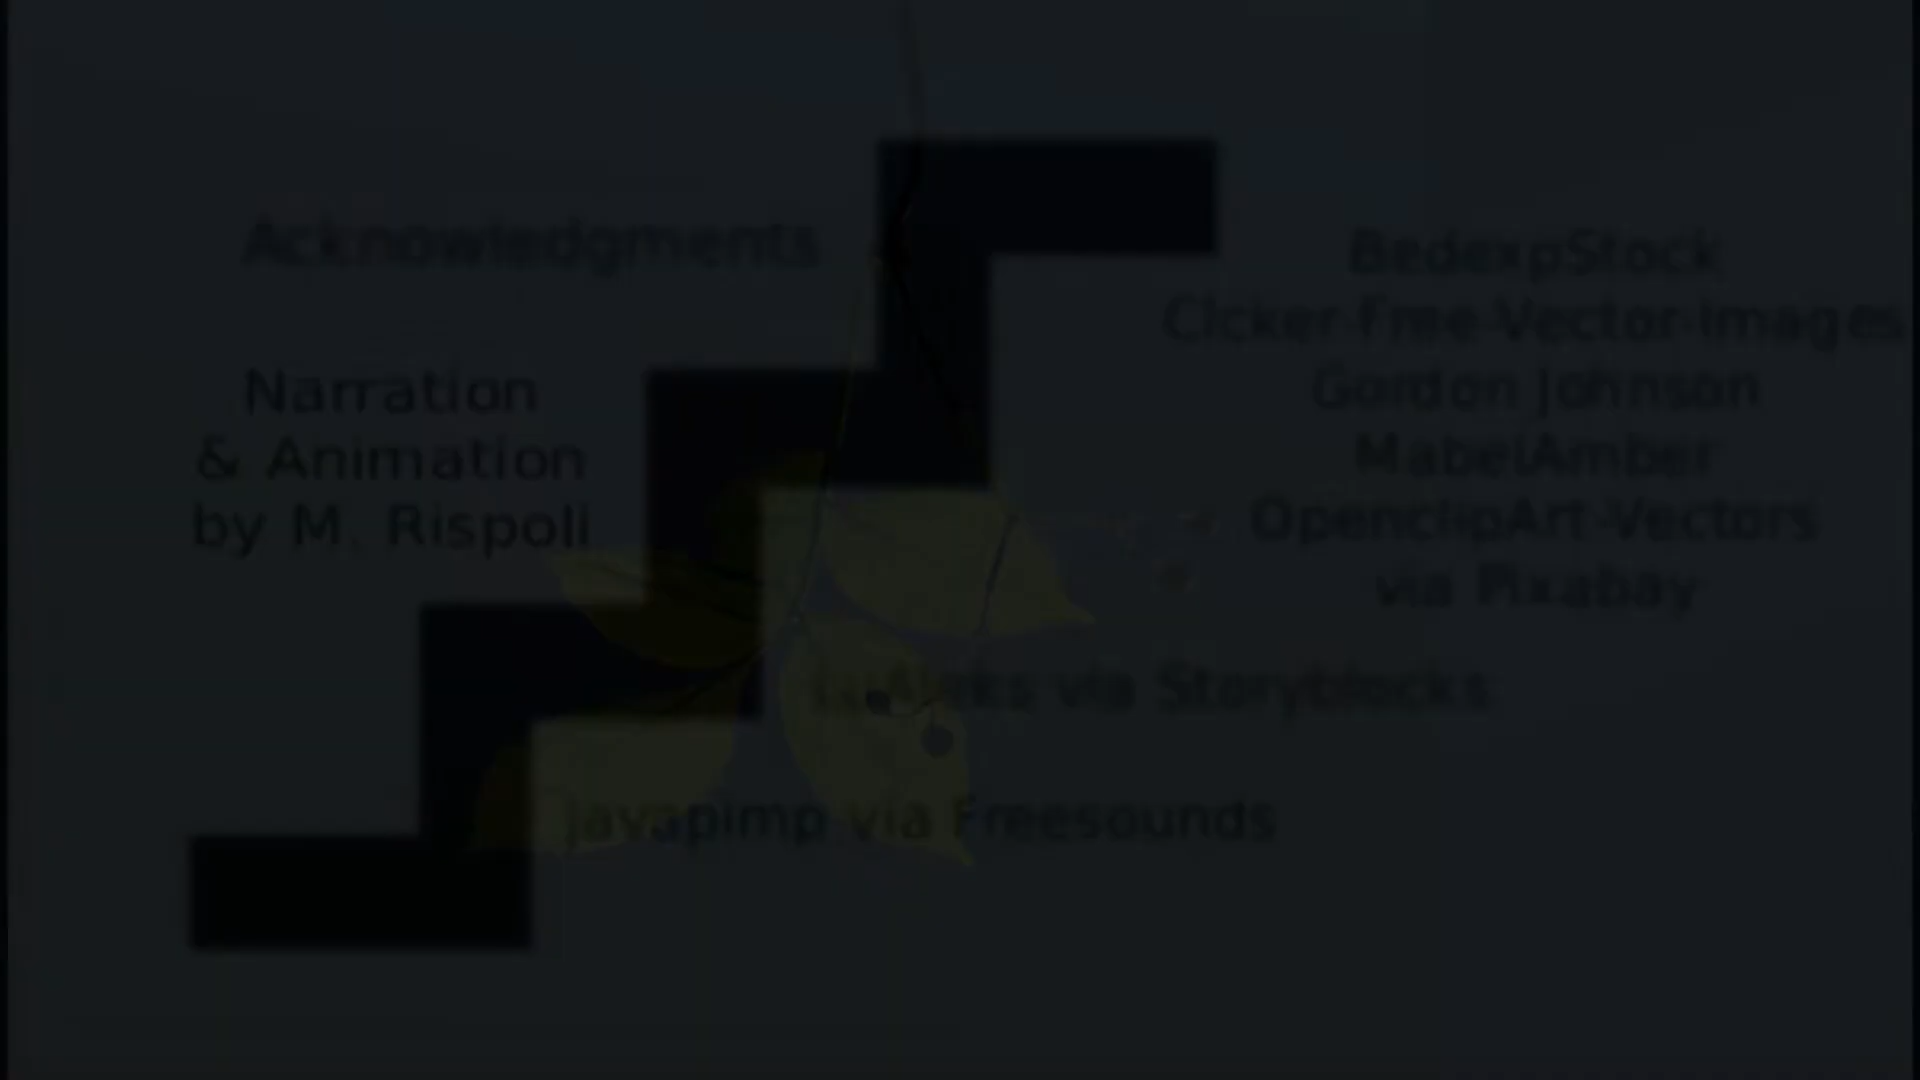 Acknowledgments
Narration
& Animation
by M. Rispoli
BedexpStock
Clcker-Free-Vector-Images
Gordon Johnson
MabelAmber
OpenclipArt-Vectors
via Pixabay
via Storyblocks
Javapimp via Freesounds